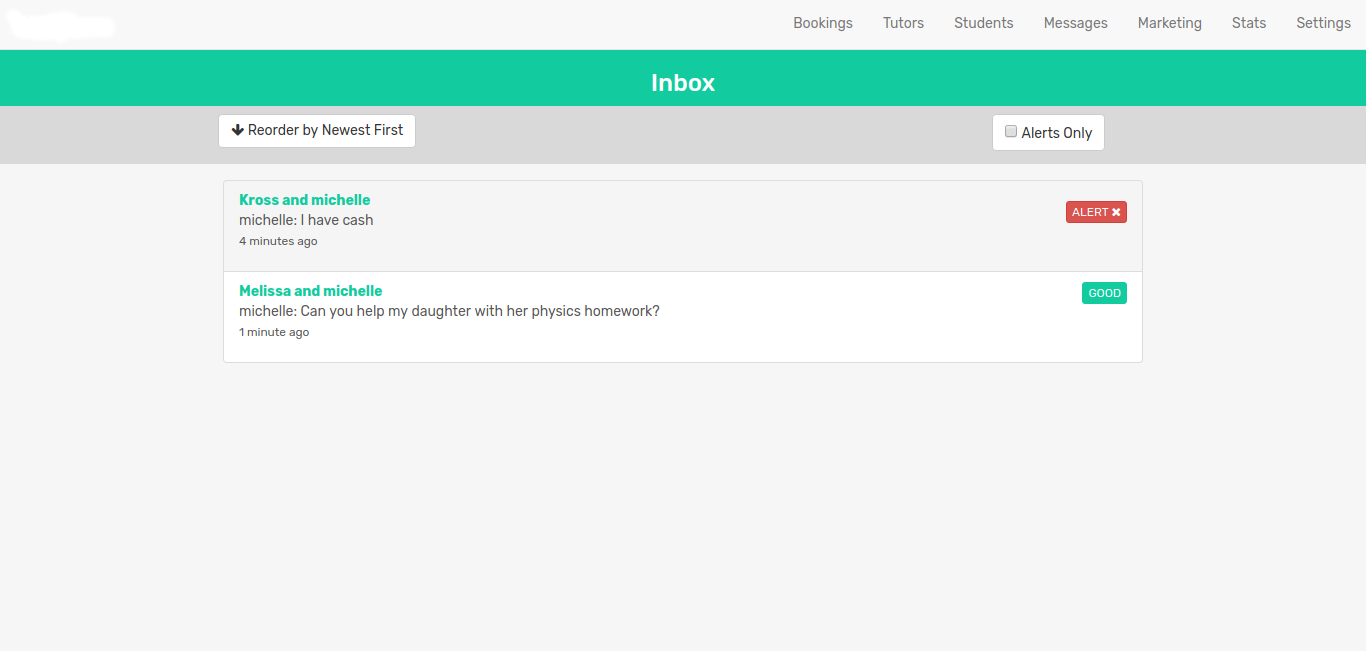 Bookings Tutors Students Messages Marketing Stats Settings
Inbox
Reorder by Newest First Alerts Only
Kross and michelle
michelle: I have cash
ALERT
4 minutes ago
Melissa and michelle
GOOD
michelle: Can you help my daughter with her physics homework?
1 minute ago